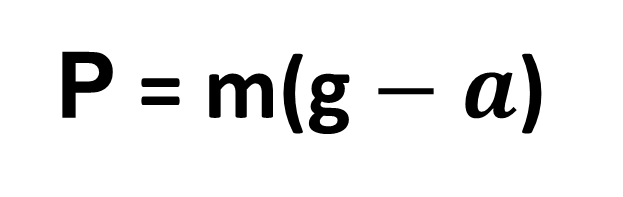 P = m(g − a)